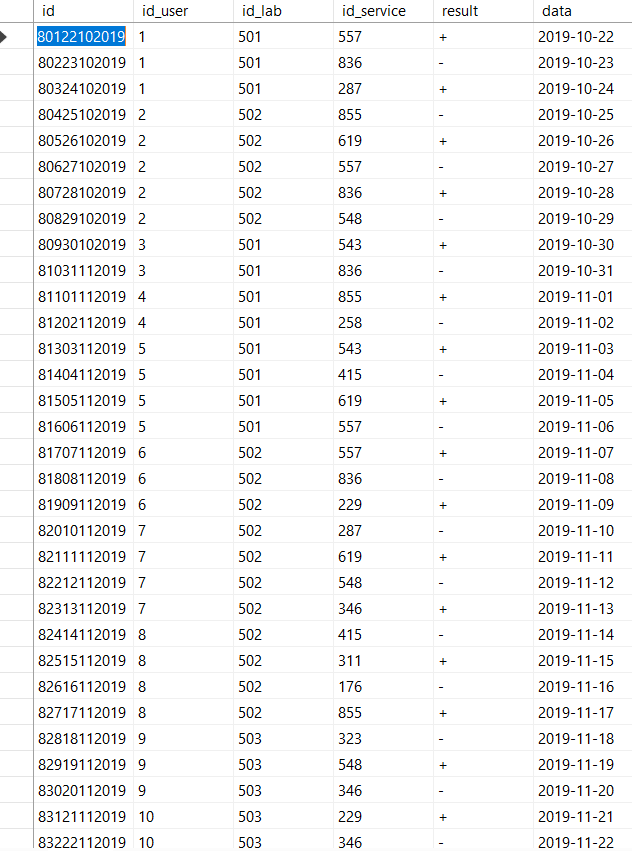 id id_user id_lab id_service result data
80122102019 1 501 557 + 2019-10-22
80223102019 1 501 836 - 2019-10-23
80324102019 1 501 287 + 2019-10-24
80425102019 2 502 855 - 2019-10-25
80526102019 2 502 619 + 2019-10-26
80627102019 2 502 557 - 2019-10-27
80728102019 2 502 836 + 2019-10-28
80829102019 2 502 548 - 2019-10-29
80930102019 3 501 543 + 2019-10-30
81031112019 3 501 836 - 2019-10-31
81101112019 4 501 855 + 2019-11-01
81202112019 4 501 258 - 2019-11-02
81303112019 5 501 543 + 2019-11-03
81404112019 5 501 415 - 2019-11-04
81505112019 5 501 619 + 2019-11-05
81606112019 5 501 557 - 2019-11-06
81707112019 6 502 557 + 2019-11-07
81808112019 6 502 836 - 2019-11-08
81909112019 6 502 229 + 2019-11-09
82010112019 7 502 287 - 2019-11-10
82111112019 7 502 619 + 2019-11-11
82212112019 7 502 548 - 2019-11-12
82313112019 7 502 346 + 2019-11-13
82414112019 8 502 415 - 2019-11-14
82515112019 8 502 311 + 2019-11-15
82616112019 8 502 176 - 2019-11-16
82717112019 8 502 855 + 2019-11-17
82818112019 9 503 323 - 2019-11-18
82919112019 9 503 548 + 2019-11-19
83020112019 9 503 346 - 2019-11-20
83121112019 10 503 229 + 2019-11-21
83222112019 10 503 346 - 2019-11-22